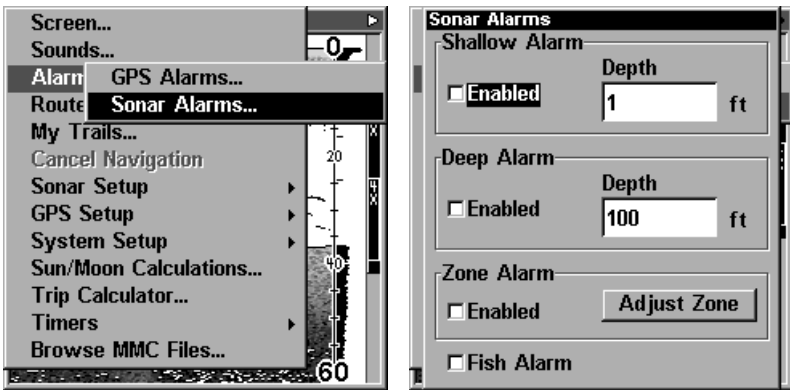 Screen...
Sounds...
Alarm
GPS Alarms...
Route
Sonar Alarms...
My Trails...
Cancel Navigation
Sonar Setup
GPS Setup
System Setup
Sun/Moon Calculations...
Trip Calculator...
Timers
Browse MMC Files...
0
20
40
60
Sonar Alarms
Shallow Alarm
Depth
Enabled
1 ft
Deep Alarm
Depth
Enabled
100 ft
Zone Alarm
Enabled
Adjust Zone
Fish Alarm